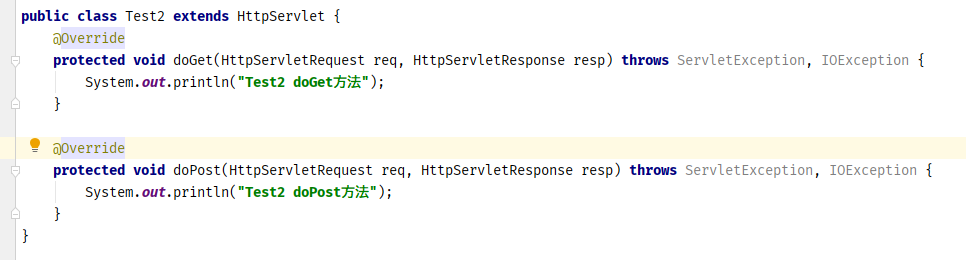 public class Test2 extends HttpServlet {
@Override
protected void doGet(HttpServletRequest req, HttpServletResponse resp) throws ServletException, IOException {
System.out.println("Test2 doGet方法");
}
@Override
protected void doPost(HttpServletRequest req, HttpServletResponse resp) throws ServletException, IOException {
System.out.println("Test2 doPost方法");
}
}